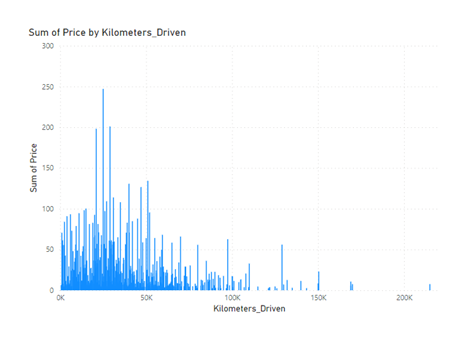 Sum of Price by Kilometers_Driven
300
250
200
150
100
50
0
Sum of Price
0K 50K 100K 150K 200K
Kilometers_Driven